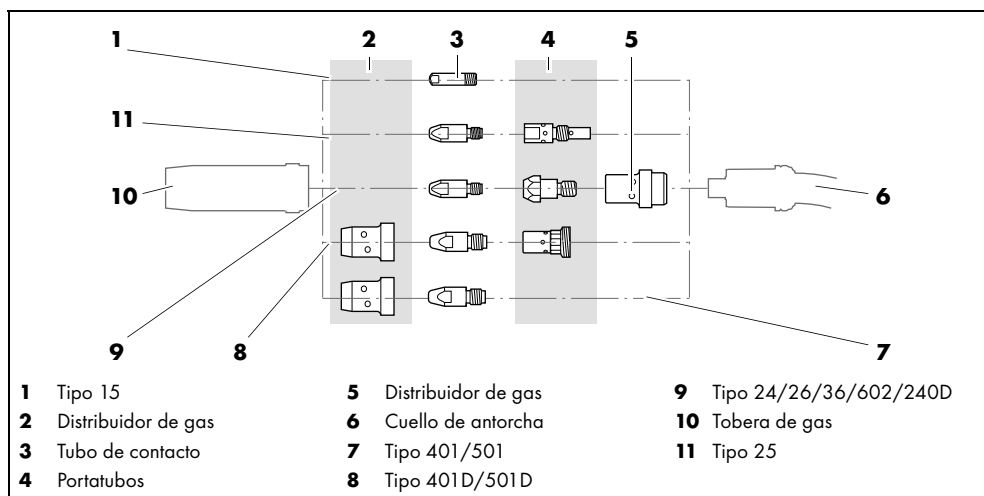 1
2
3
4
5
11
10
6
9
8
7
1 Tipo 15
2 Distribuidor de gas
3 Tubo de contacto
4 Portatubos
5 Distribuidor de gas
6 Cuello de antorcha
7 Tipo 401/501
8 Tipo 401D/501D
9 Tipo 24/26/36/602/240D
10 Tobera de gas
11 Tipo 25